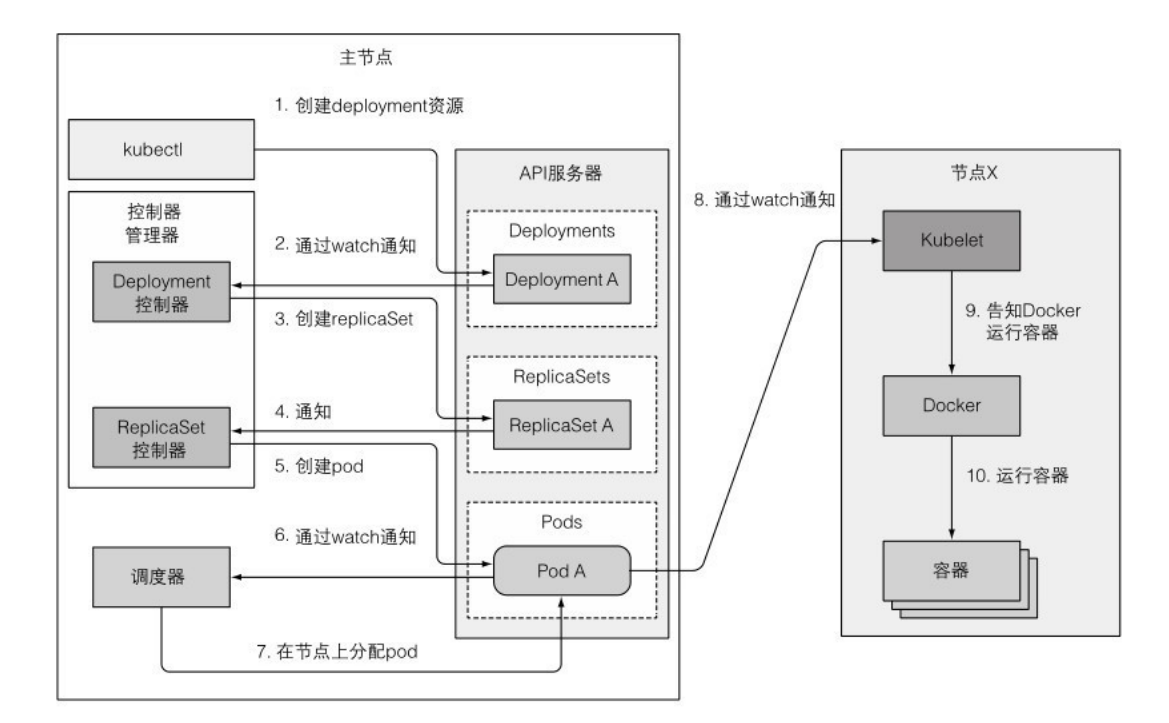 主节点
1. 创建deployment资源
kubectl
控制器
管理器
2. 通过watch通知
Deployment
控制器
3. 创建replicaSet
4. 通知
ReplicaSet
控制器
5. 创建pod
6. 通过watch通知
调度器
7. 在节点上分配pod
API服务器
Deployments
Deployment A
ReplicaSets
ReplicaSet A
Pods
Pod A
8. 通过watch通知
节点X
Kubelet
9. 告知Docker
运行容器
Docker
10. 运行容器
容器